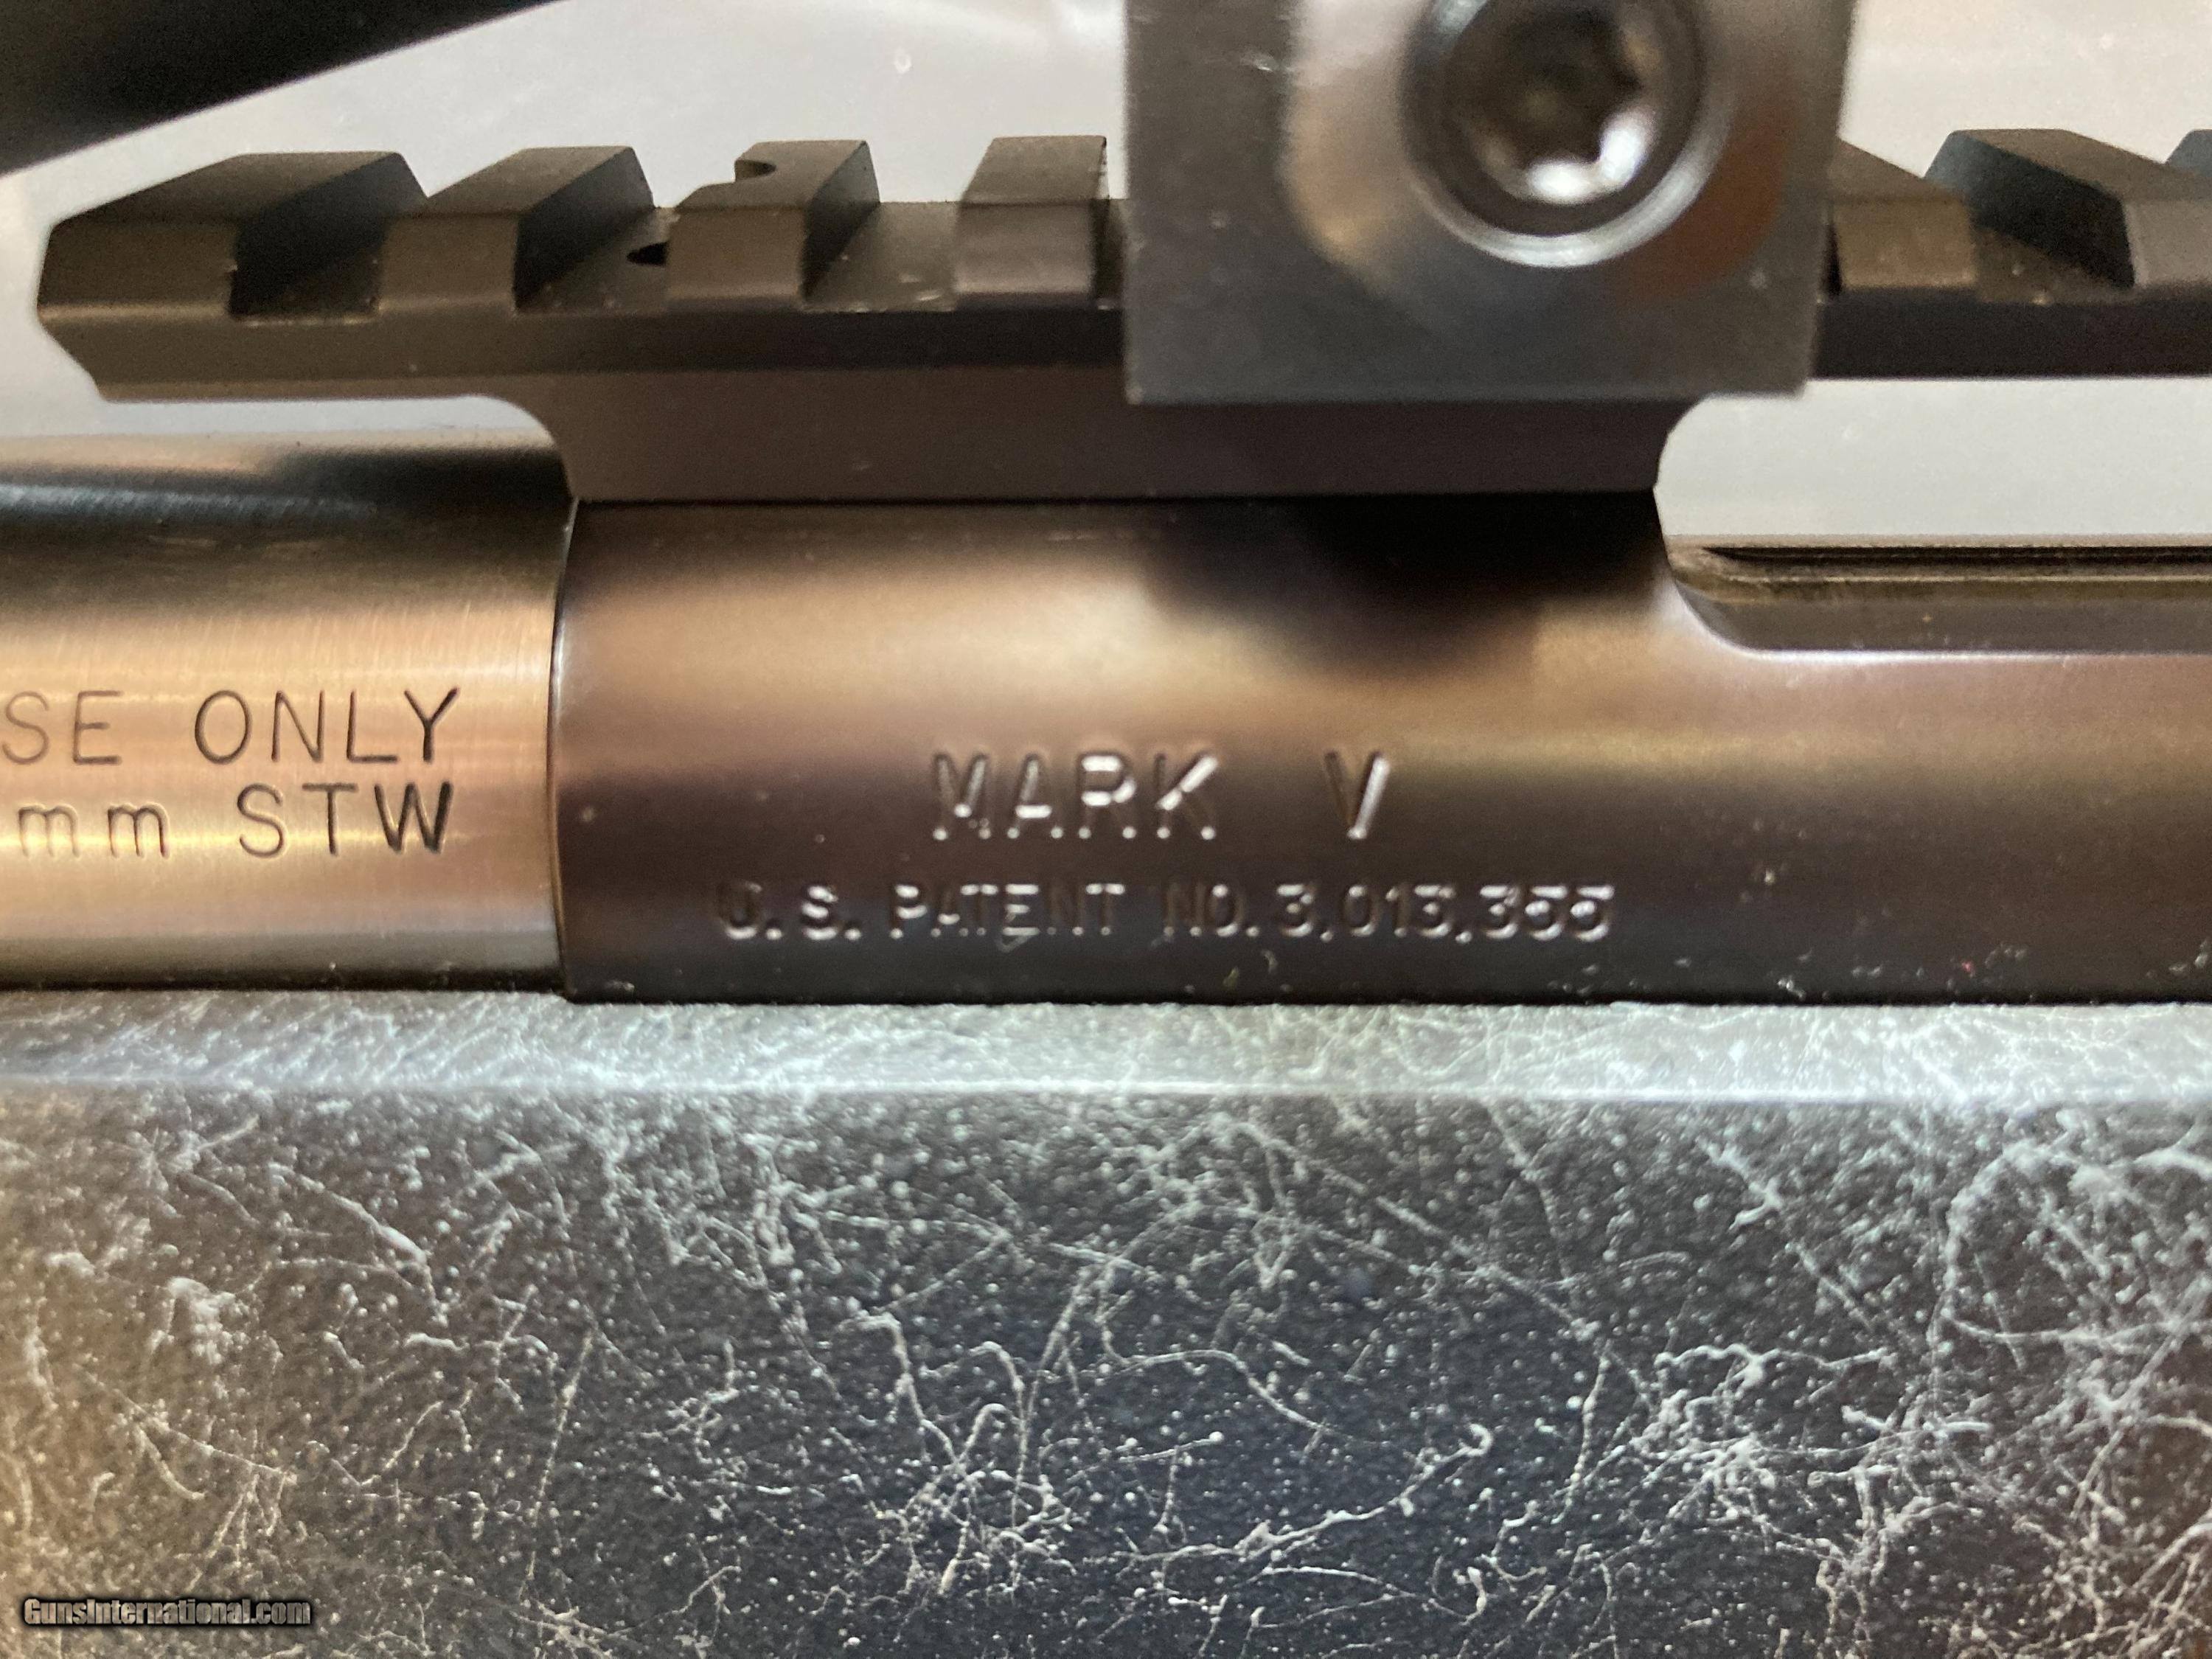 SE ONLY
mm STW
MARK V
U.S. PATENT NO. 3,013,355
GunsInternational.com